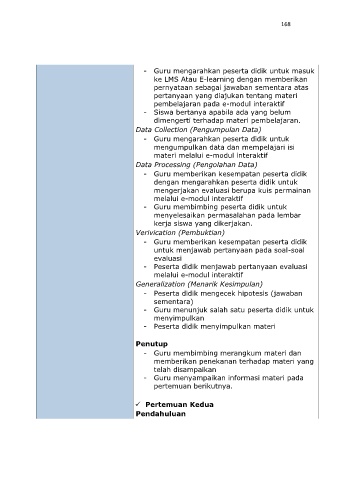 168
- Guru mengarahkan peserta didik untuk masuk
ke LMS Atau E-learning dengan memberikan
pernyataan sebagai jawaban sementara atas
pertanyaan yang diajukan tentang materi
pembelajaran pada e-modul interaktif
- Siswa bertanya apabila ada yang belum
dimengerti terhadap materi pembelajaran.
Data Collection (Pengumpulan Data)
- Guru mengarahkan peserta didik untuk
mengumpulkan data dan mempelajari isi
materi melalui e-modul interaktif
Data Processing (Pengolahan Data)
- Guru memberikan kesempatan peserta didik
dengan mengarahkan peserta didik untuk
mengerjakan evaluasi berupa kuis permainan
melalui e-modul interaktif
- Guru membimbing peserta didik untuk
menyelesaikan permasalahan pada lembar
kerja siswa yang dikerjakan.
Verivication (Pembuktian)
- Guru memberikan kesempatan peserta didik
untuk menjawab pertanyaan pada soal-soal
evaluasi
- Peserta didik menjawab pertanyaan evaluasi
melalui e-modul interaktif
Generalization (Menarik Kesimpulan)
- Peserta didik mengecek hipotesis (jawaban
sementara)
- Guru menunjuk salah satu peserta didik untuk
menyimpulkan
- Peserta didik menyimpulkan materi
Penutup
- Guru membimbing merangkum materi dan
memberikan penekanan terhadap materi yang
telah disampaikan
- Guru menyampaikan informasi materi pada
pertemuan berikutnya.
✓ Pertemuan Kedua
Pendahuluan